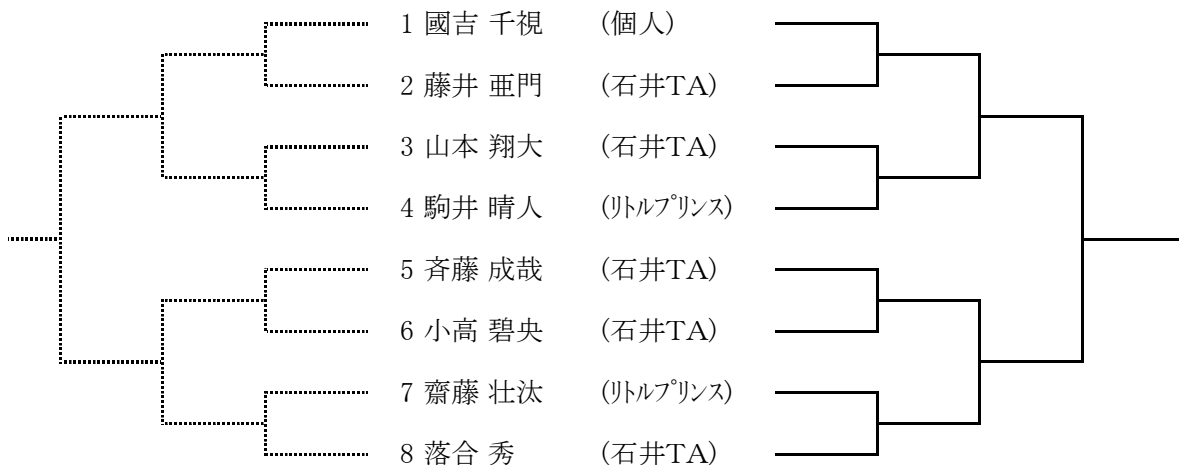 1 國吉 千視 (個人)
2 藤井 亜門 (石井TA)
3 山本 翔大 (石井TA)
4 駒井 晴人 (ﾘﾄﾙﾌﾟﾘﾝｽ)
5 斉藤 成哉 (石井TA)
6 小高 碧央 (石井TA)
7 齋藤 壮汰 (ﾘﾄﾙﾌﾟﾘﾝｽ)
8 落合 秀 (石井TA)